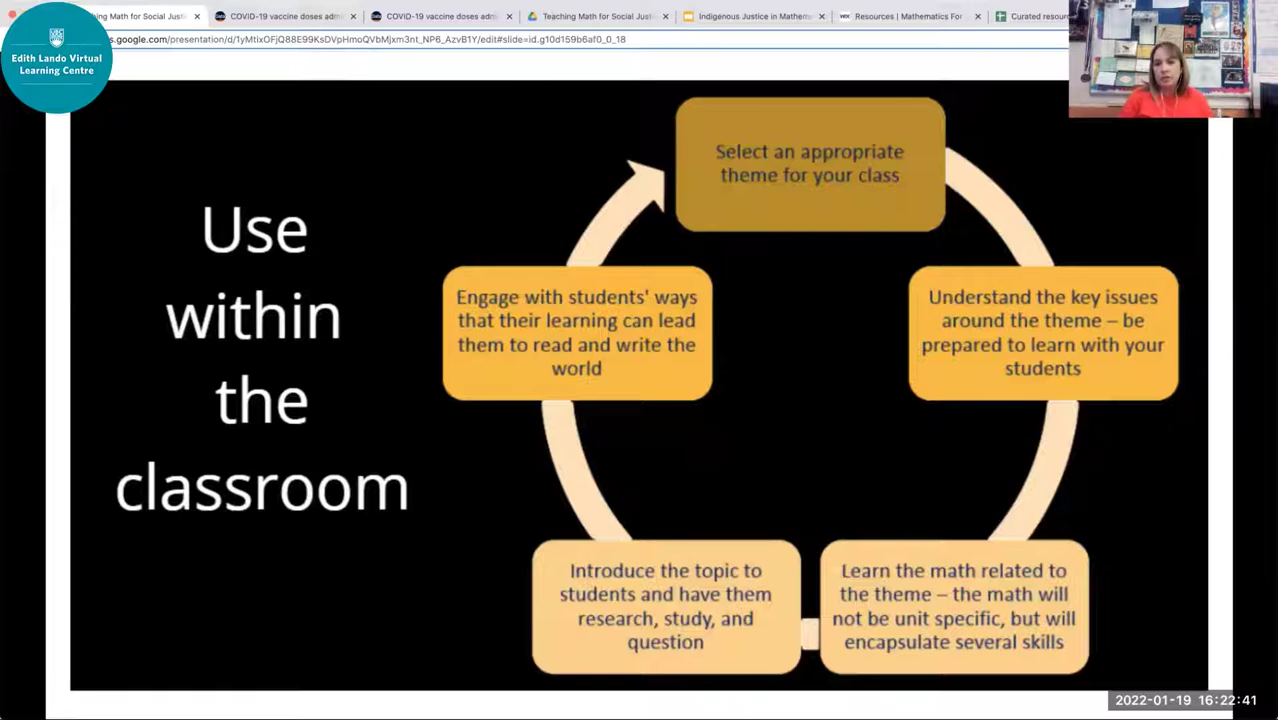 ching Math for Social Justi
COVID-19 vaccine doses adm
COVID-19 vaccine doses adm
Teaching Math for Social Jus
Indigenous Justice in Mathem
Resources | Mathematics For
Curated resour
s.google.com/presentation/d/1yMtixOFjQ88E99KsDVpHmoQVbMjxm3nt_NP6_AzvB1Y/edit#slide=id.g10d159b6af0_0_18
UBC
Edith Lando Virtual
Learning Centre
Use
within
the
classroom
Select an appropriate
theme for your class
Understand the key issues
around the theme – be
prepared to learn with your
students
Learn the math related to
the theme – the math will
not be unit specific, but will
encapsulate several skills
Introduce the topic to
students and have them
research, study, and
question
Engage with students' ways
that their learning can lead
them to read and write the
world
2022-01-19 16:22:41